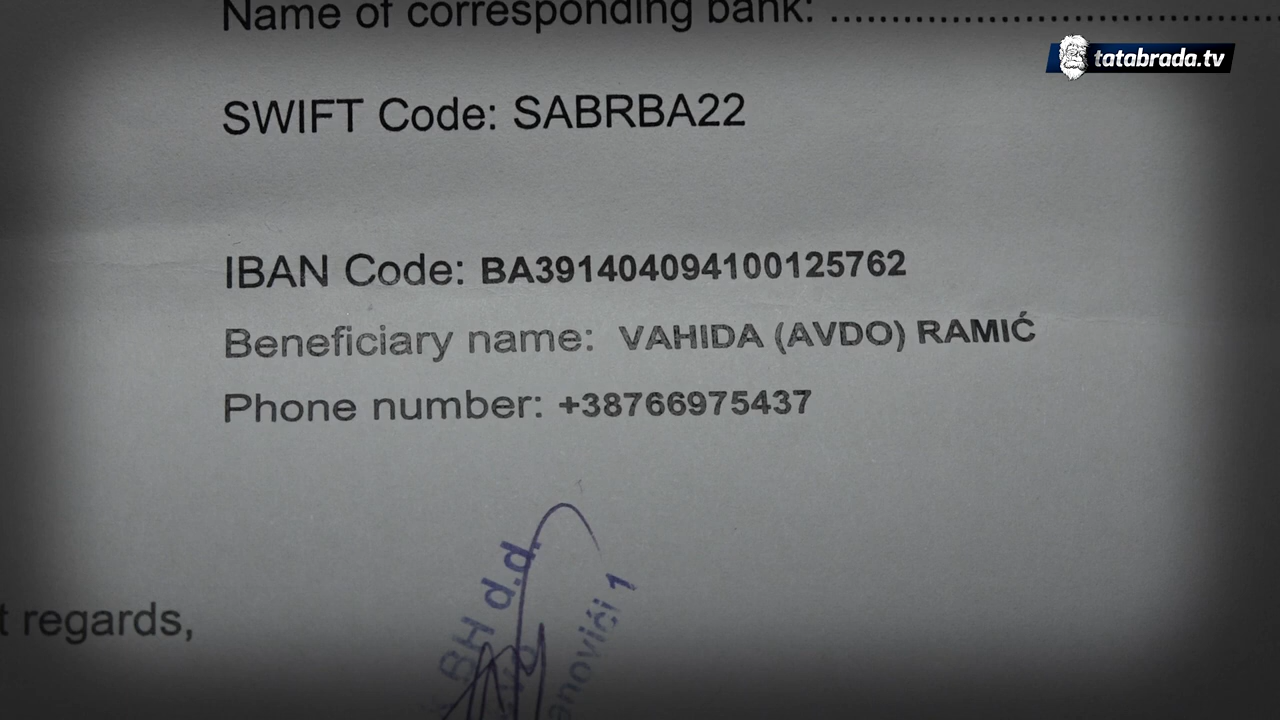 Name of corresponding bank: ........................................
tatabrada.tv
SWIFT Code: SABRBA22
IBAN Code: BA391404094100125762
Beneficiary name: VAHIDA (AVDO) RAMIĆ
Phone number: +38766975437
BH d.d.
regards,